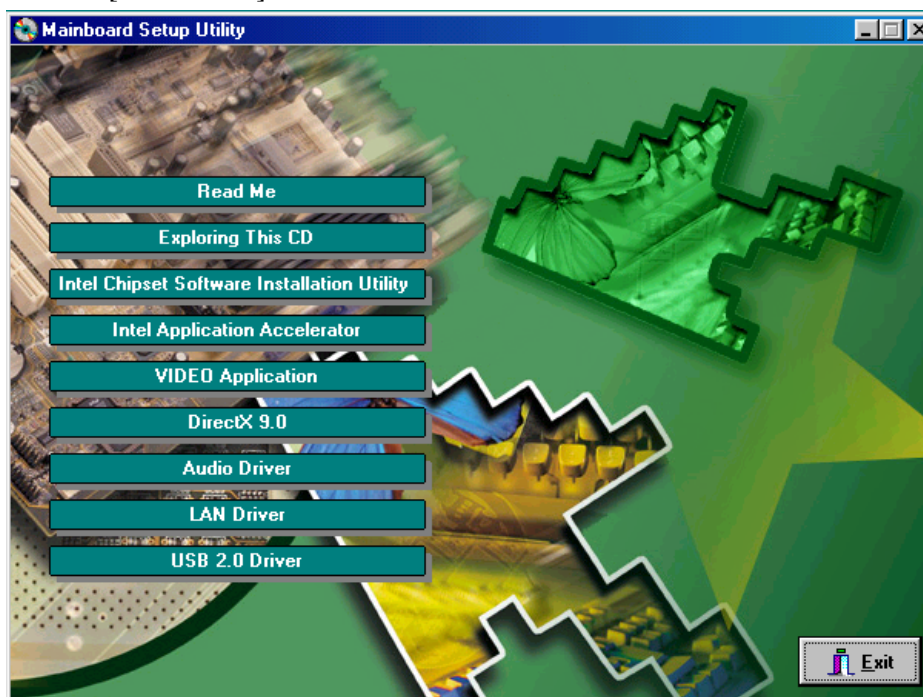 Mainboard Setup Utility
Read Me
Exploring This CD
Intel Chipset Software Installation Utility
Intel Application Accelerator
VIDEO Application
DirectX 9.0
Audio Driver
LAN Driver
USB 2.0 Driver
Exit